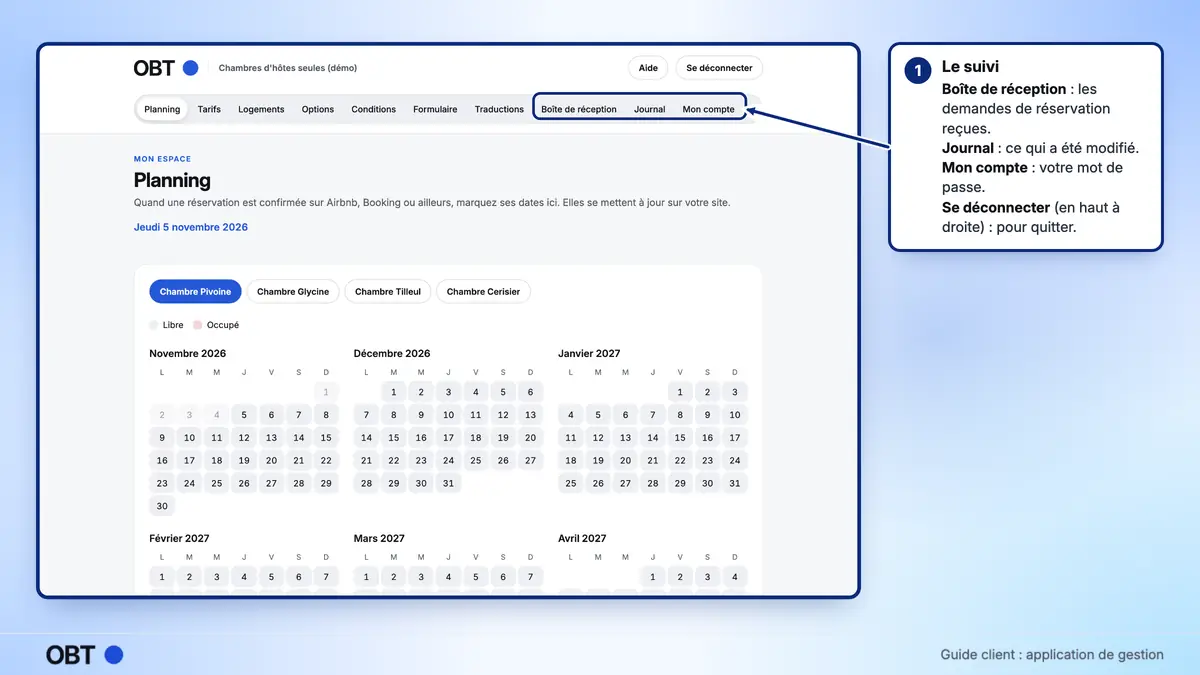 OBT
Chambres d'hôtes seules (démo)
Aide
Se déconnecter
Planning
Tarifs
Logements
Options
Conditions
Formulaire
Traductions
Boîte de réception
Journal
Mon compte
MON ESPACE
Planning
Quand une réservation est confirmée sur Airbnb, Booking ou ailleurs, marquez ses dates ici. Elles se mettent à jour sur votre site.
Jeudi 5 novembre 2026
Chambre Pivoine
Chambre Glycine
Chambre Tilleul
Chambre Cerisier
Libre
Occupé
Novembre 2026
L M M J V S D
1
2 3 4 5 6 7 8
9 10 11 12 13 14 15
16 17 18 19 20 21 22
23 24 25 26 27 28 29
30
Décembre 2026
L M M J V S D
1 2 3 4 5 6
7 8 9 10 11 12 13
14 15 16 17 18 19 20
21 22 23 24 25 26 27
28 29 30 31
Janvier 2027
L M M J V S D
1 2 3
4 5 6 7 8 9 10
11 12 13 14 15 16 17
18 19 20 21 22 23 24
25 26 27 28 29 30 31
Février 2027
L M M J V S D
1 2 3 4 5 6 7
Mars 2027
L M M J V S D
1 2 3 4 5 6 7
Avril 2027
L M M J V S D
1 2 3 4
1
Le suivi
Boîte de réception : les
demandes de réservation
reçues.
Journal : ce qui a été modifié.
Mon compte : votre mot de
passe.
Se déconnecter (en haut à
droite) : pour quitter.
OBT
Guide client : application de gestion